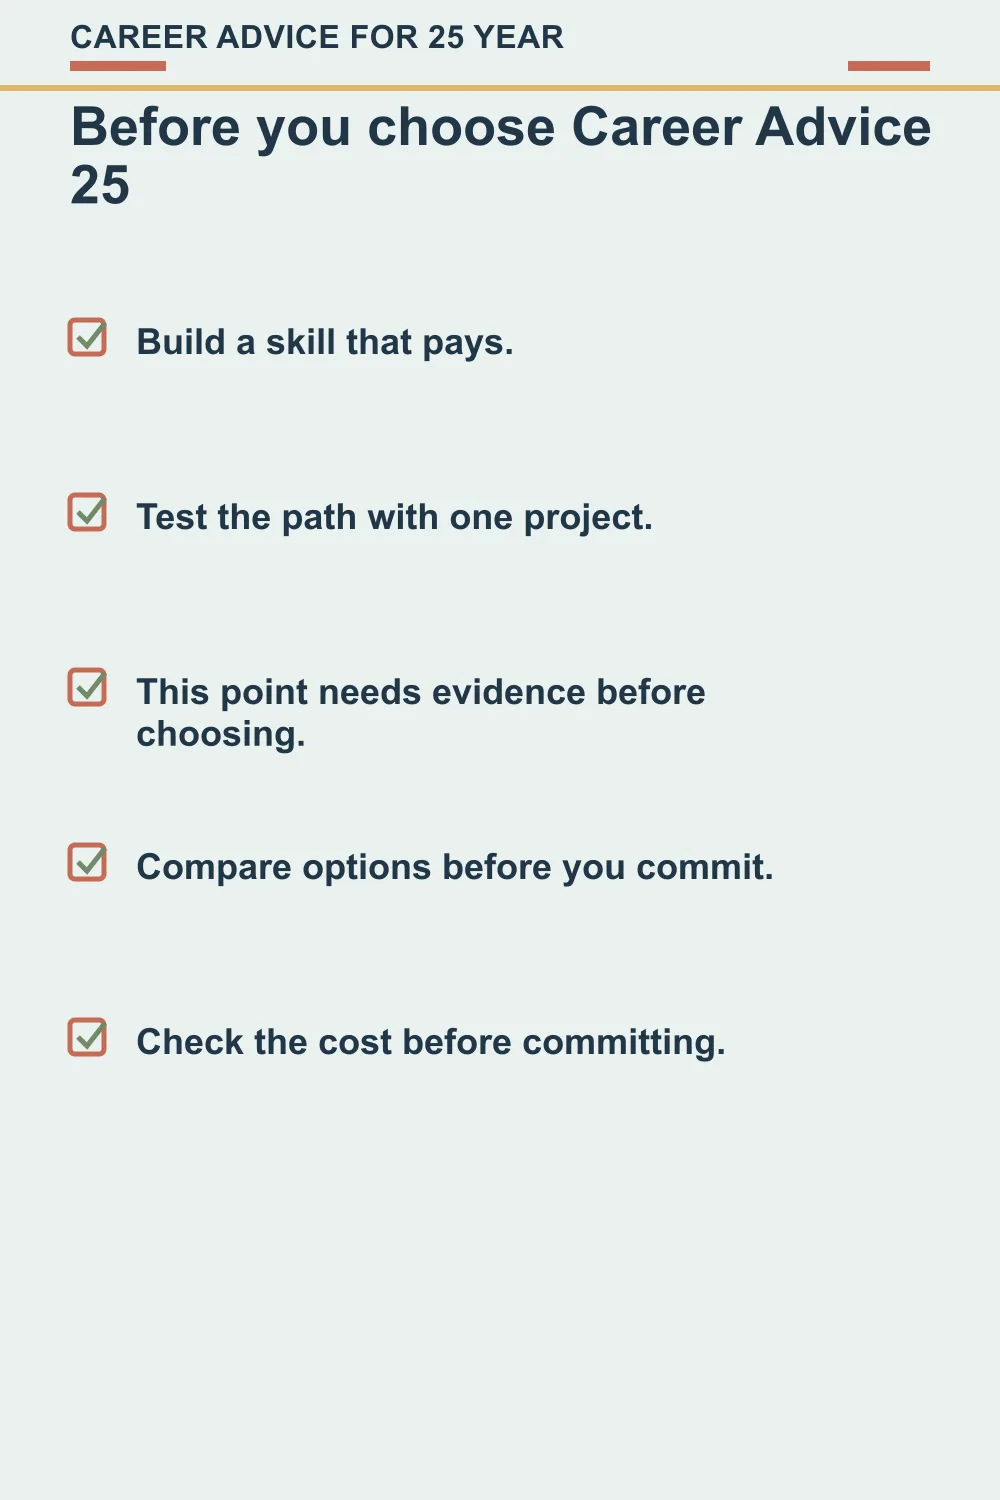 CAREER ADVICE FOR 25 YEAR
Before you choose Career Advice
25
Build a skill that pays.
Test the path with one project.
This point needs evidence before
choosing.
Compare options before you commit.
Check the cost before committing.